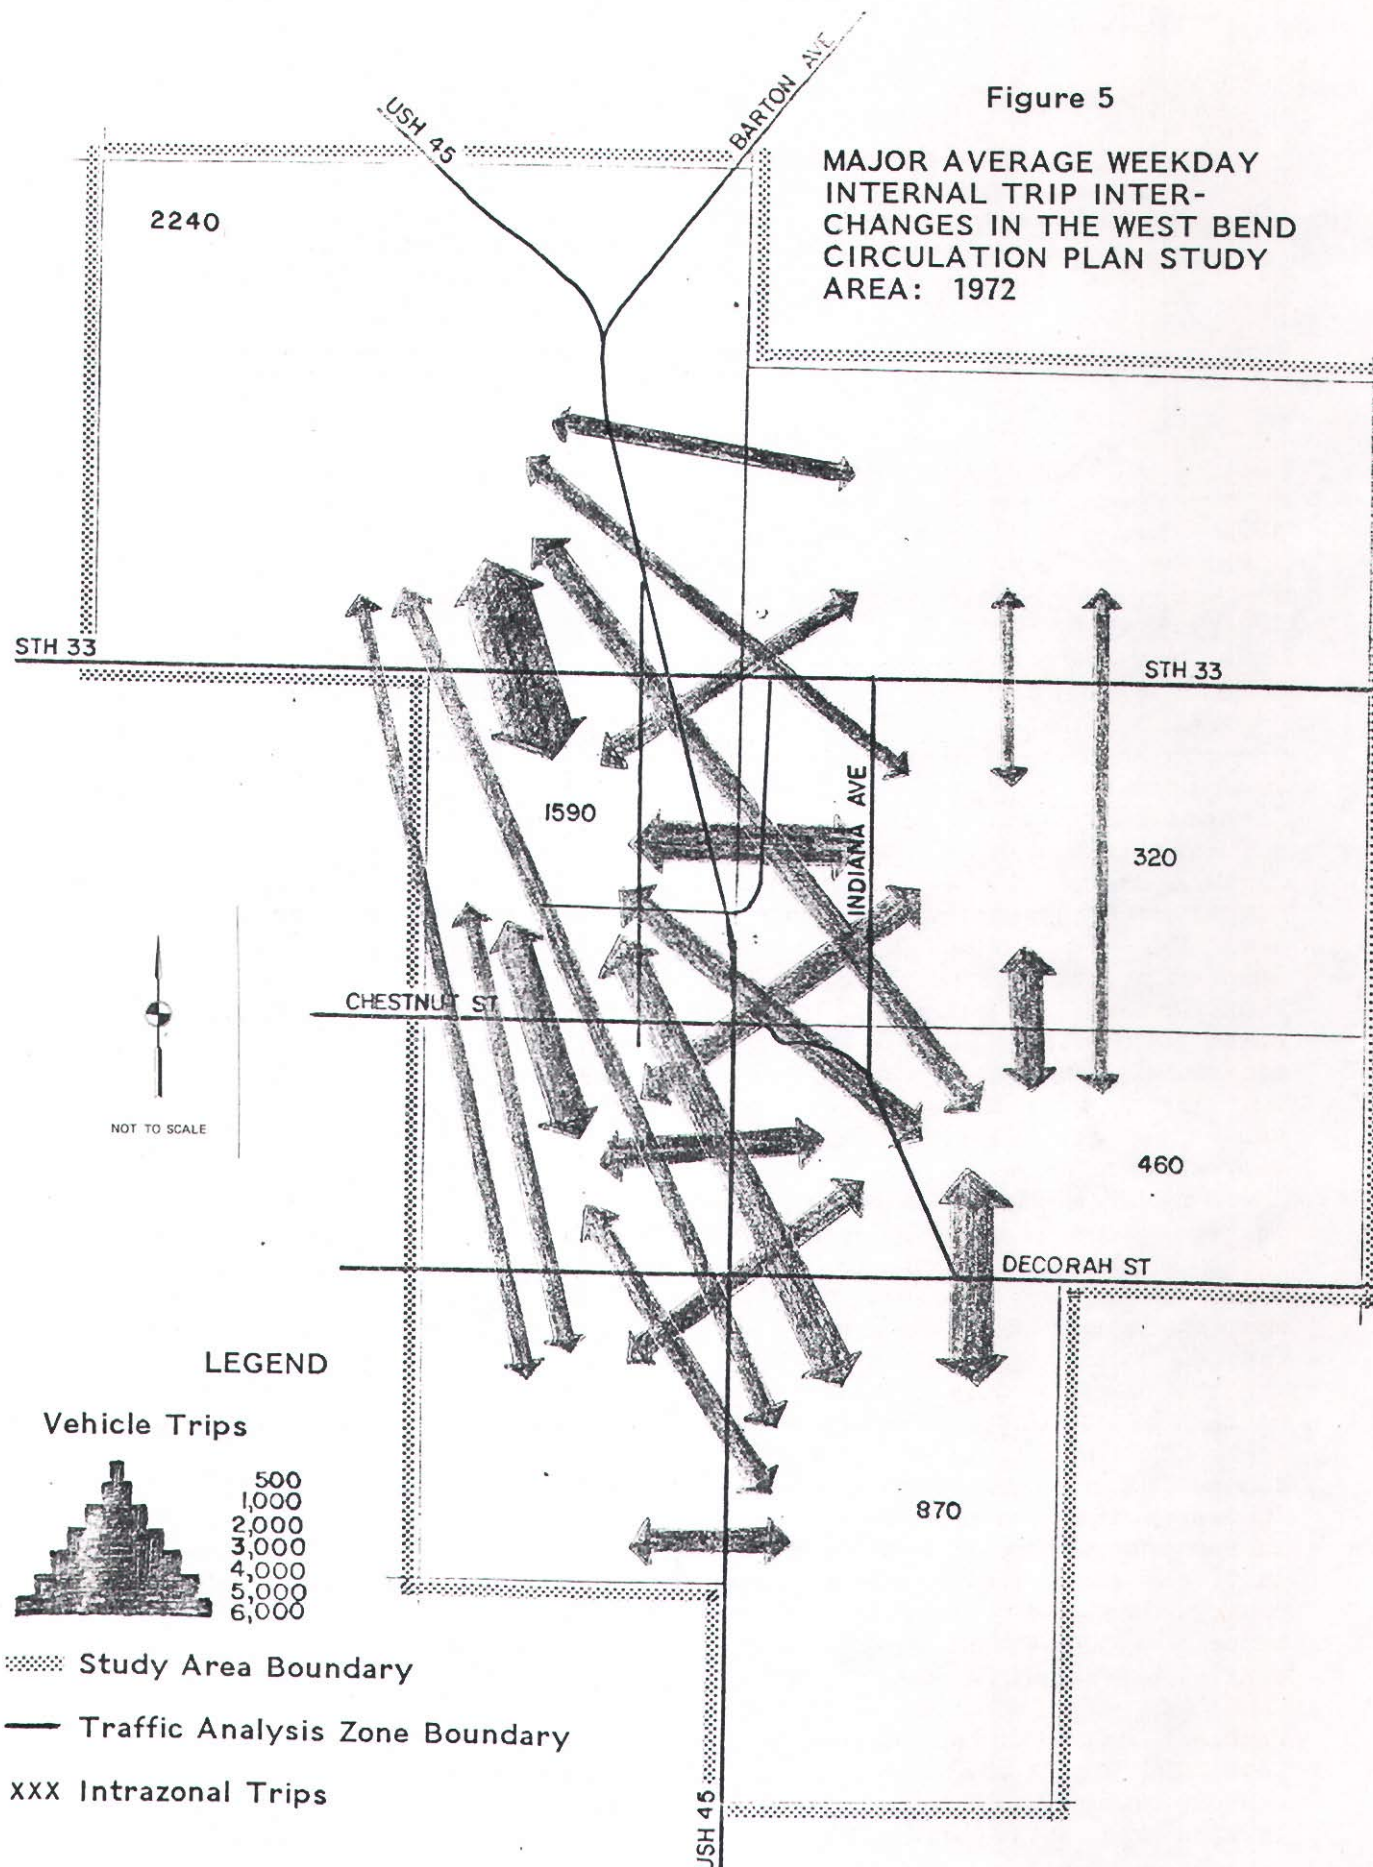 Figure 5
MAJOR AVERAGE WEEKDAY
INTERNAL TRIP INTER-
CHANGES IN THE WEST BEND
CIRCULATION PLAN STUDY
AREA: 1972
USH 45
BARTON AVE
2240
STH 33
STH 33
1590
INDIANA AVE
320
CHESTNUT ST
NOT TO SCALE
460
DECORAH ST
870
USH 45
LEGEND
Vehicle Trips
500
1,000
2,000
3,000
4,000
5,000
6,000
Study Area Boundary
Traffic Analysis Zone Boundary
XXX Intrazonal Trips